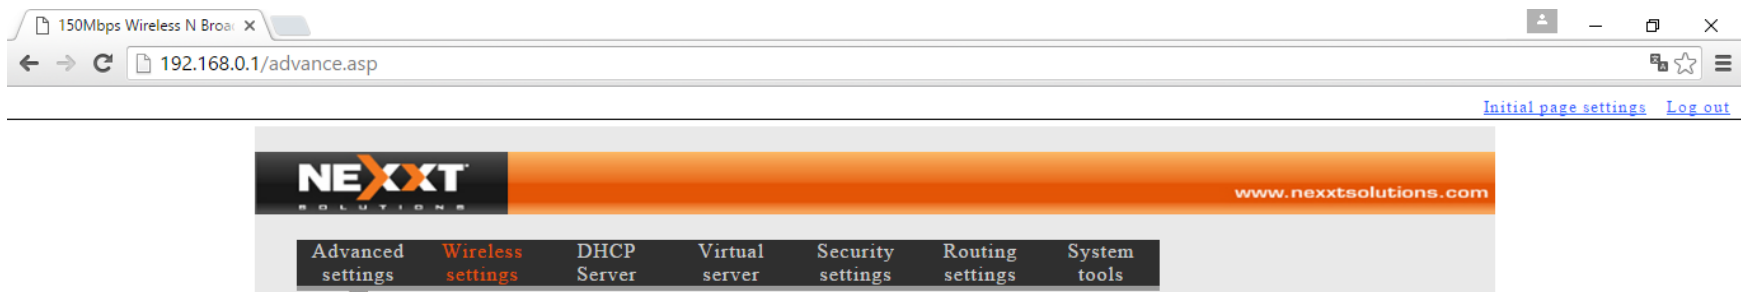 150Mbps Wireless N Broa
192.168.0.1/advance.asp
Initial page settings Log out
NEXXT
SOLUTIONS
www.nexxtsolutions.com
Advanced settings
Wireless settings
DHCP Server
Virtual server
Security settings
Routing settings
System tools